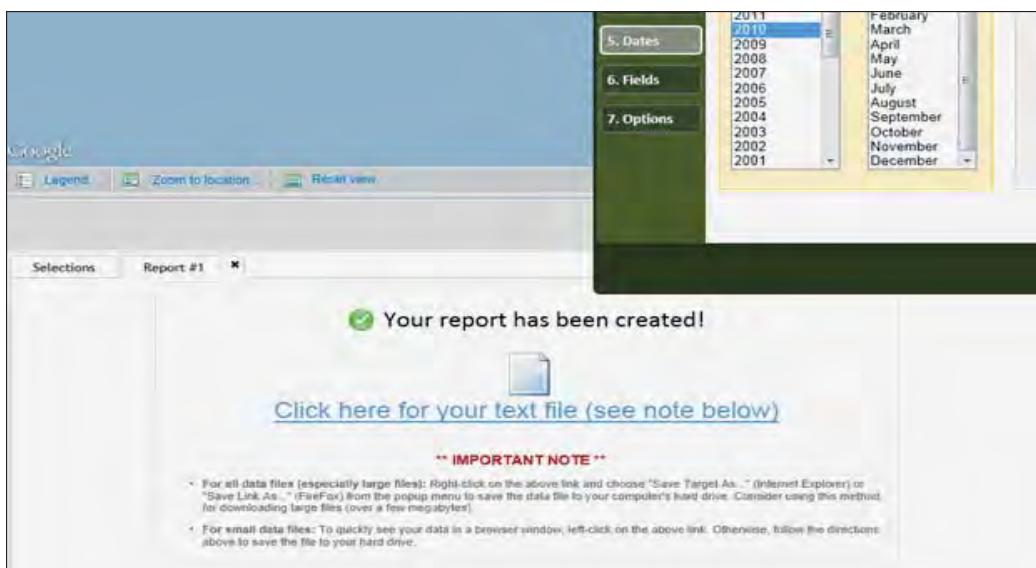 5. Dates
6. Fields
7. Options
2011
2010
2009
2008
2007
2006
2005
2004
2003
2002
2001
February
March
April
May
June
July
August
September
October
November
December
Google
Legend
Zoom to location...
Reset view
Selections
Report #1
Your report has been created!
Click here for your text file (see note below)
** IMPORTANT NOTE **
• For all data files (especially large files): Right-click on the above link and choose "Save Target As..." (Internet Explorer) or
"Save Link As..." (FireFox) from the popup menu to save the data file to your computer's hard drive. Consider using this method
for downloading large files (over a few megabytes).
• For small data files: To quickly see your data in a browser window, left-click on the above link. Otherwise, follow the directions
above to save the file to your hard drive.